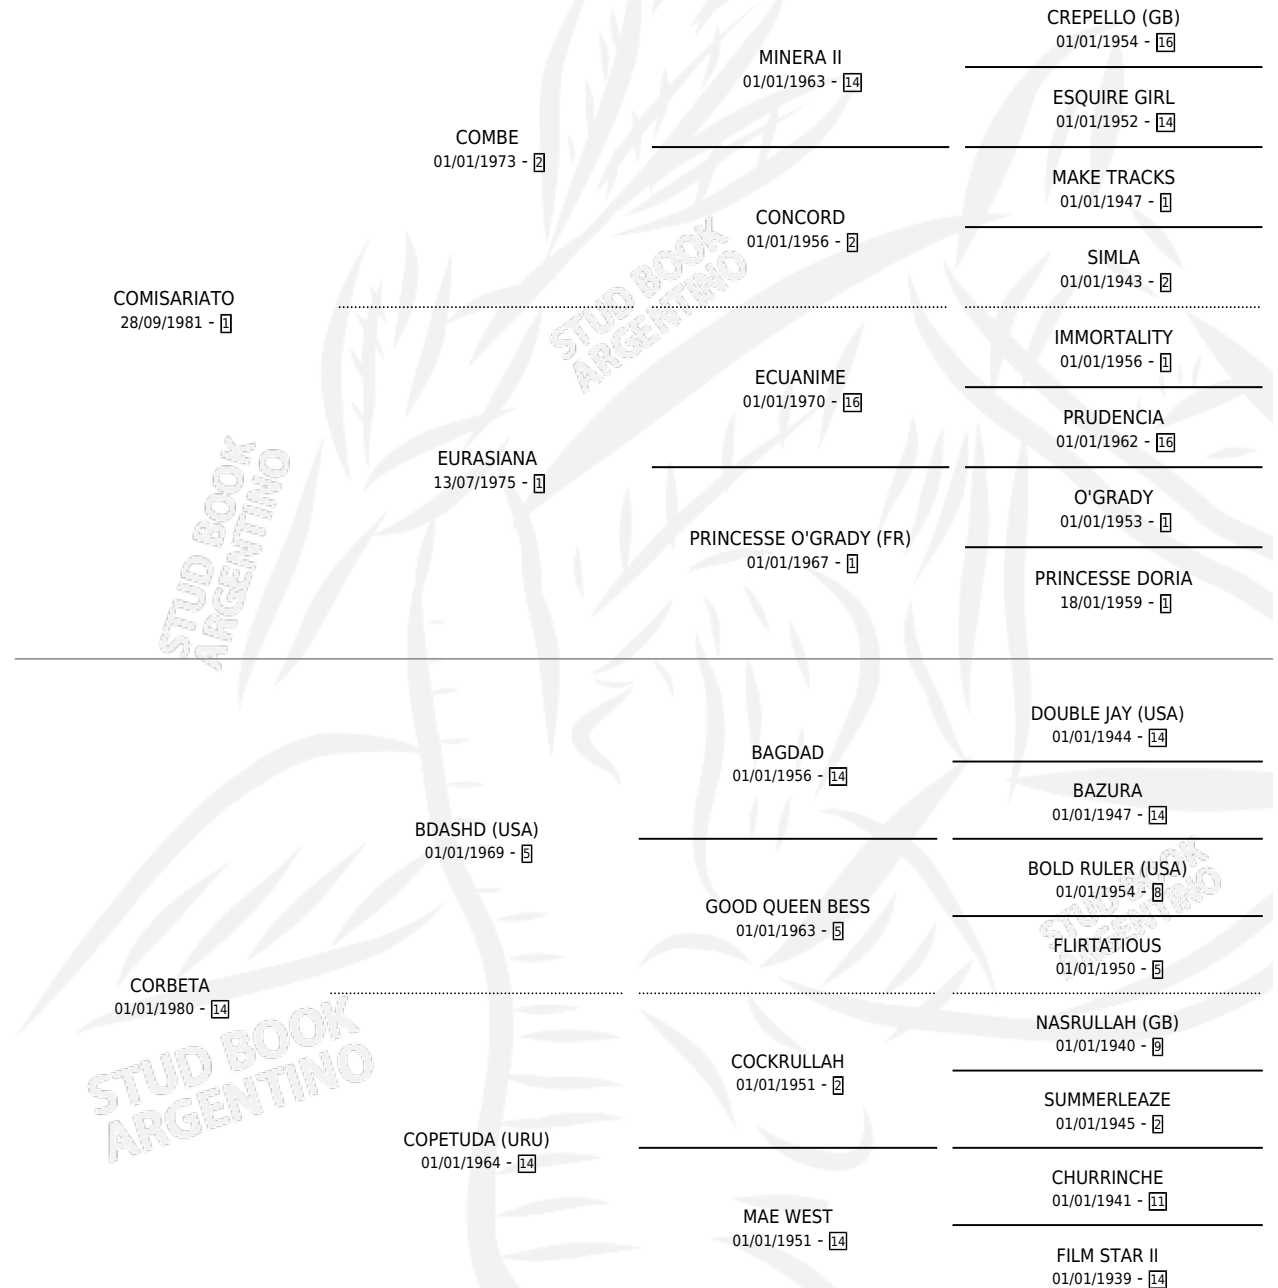 CREPELLO (GB)
01/01/1954 - 16
MINERA II
01/01/1963 - 14
ESQUIRE GIRL
01/01/1952 - 14
COMBE
01/01/1973 - 2
MAKE TRACKS
01/01/1947 - 1
CONCORD
01/01/1956 - 2
SIMLA
01/01/1943 - 2
COMISARIATO
28/09/1981 - 1
IMMORTALITY
01/01/1956 - 1
ECUANIME
01/01/1970 - 16
PRUDENCIA
01/01/1962 - 16
EURASIANA
13/07/1975 - 1
O'GRADY
01/01/1953 - 1
PRINCESSE O'GRADY (FR)
01/01/1967 - 1
PRINCESSE DORIA
18/01/1959 - 1
DOUBLE JAY (USA)
01/01/1944 - 14
BAGDAD
01/01/1956 - 14
BAZURA
01/01/1947 - 14
BDASHD (USA)
01/01/1969 - 5
BOLD RULER (USA)
01/01/1954 - 8
GOOD QUEEN BESS
01/01/1963 - 5
FLIRTATIOUS
01/01/1950 - 5
CORBETA
01/01/1980 - 14
NASRULLAH (GB)
01/01/1940 - 9
COCKRULLAH
01/01/1951 - 2
SUMMERLEAZE
01/01/1945 - 2
COPETUDA (URU)
01/01/1964 - 14
CHURRINCHE
01/01/1941 - 11
MAE WEST
01/01/1951 - 14
FILM STAR II
01/01/1939 - 14
STUD BOOK
ARGENTINO
STUD BOOK
ARGENTINO
STUD BOOK
ARGENTINO
STUD BOOK
ARGENTINO